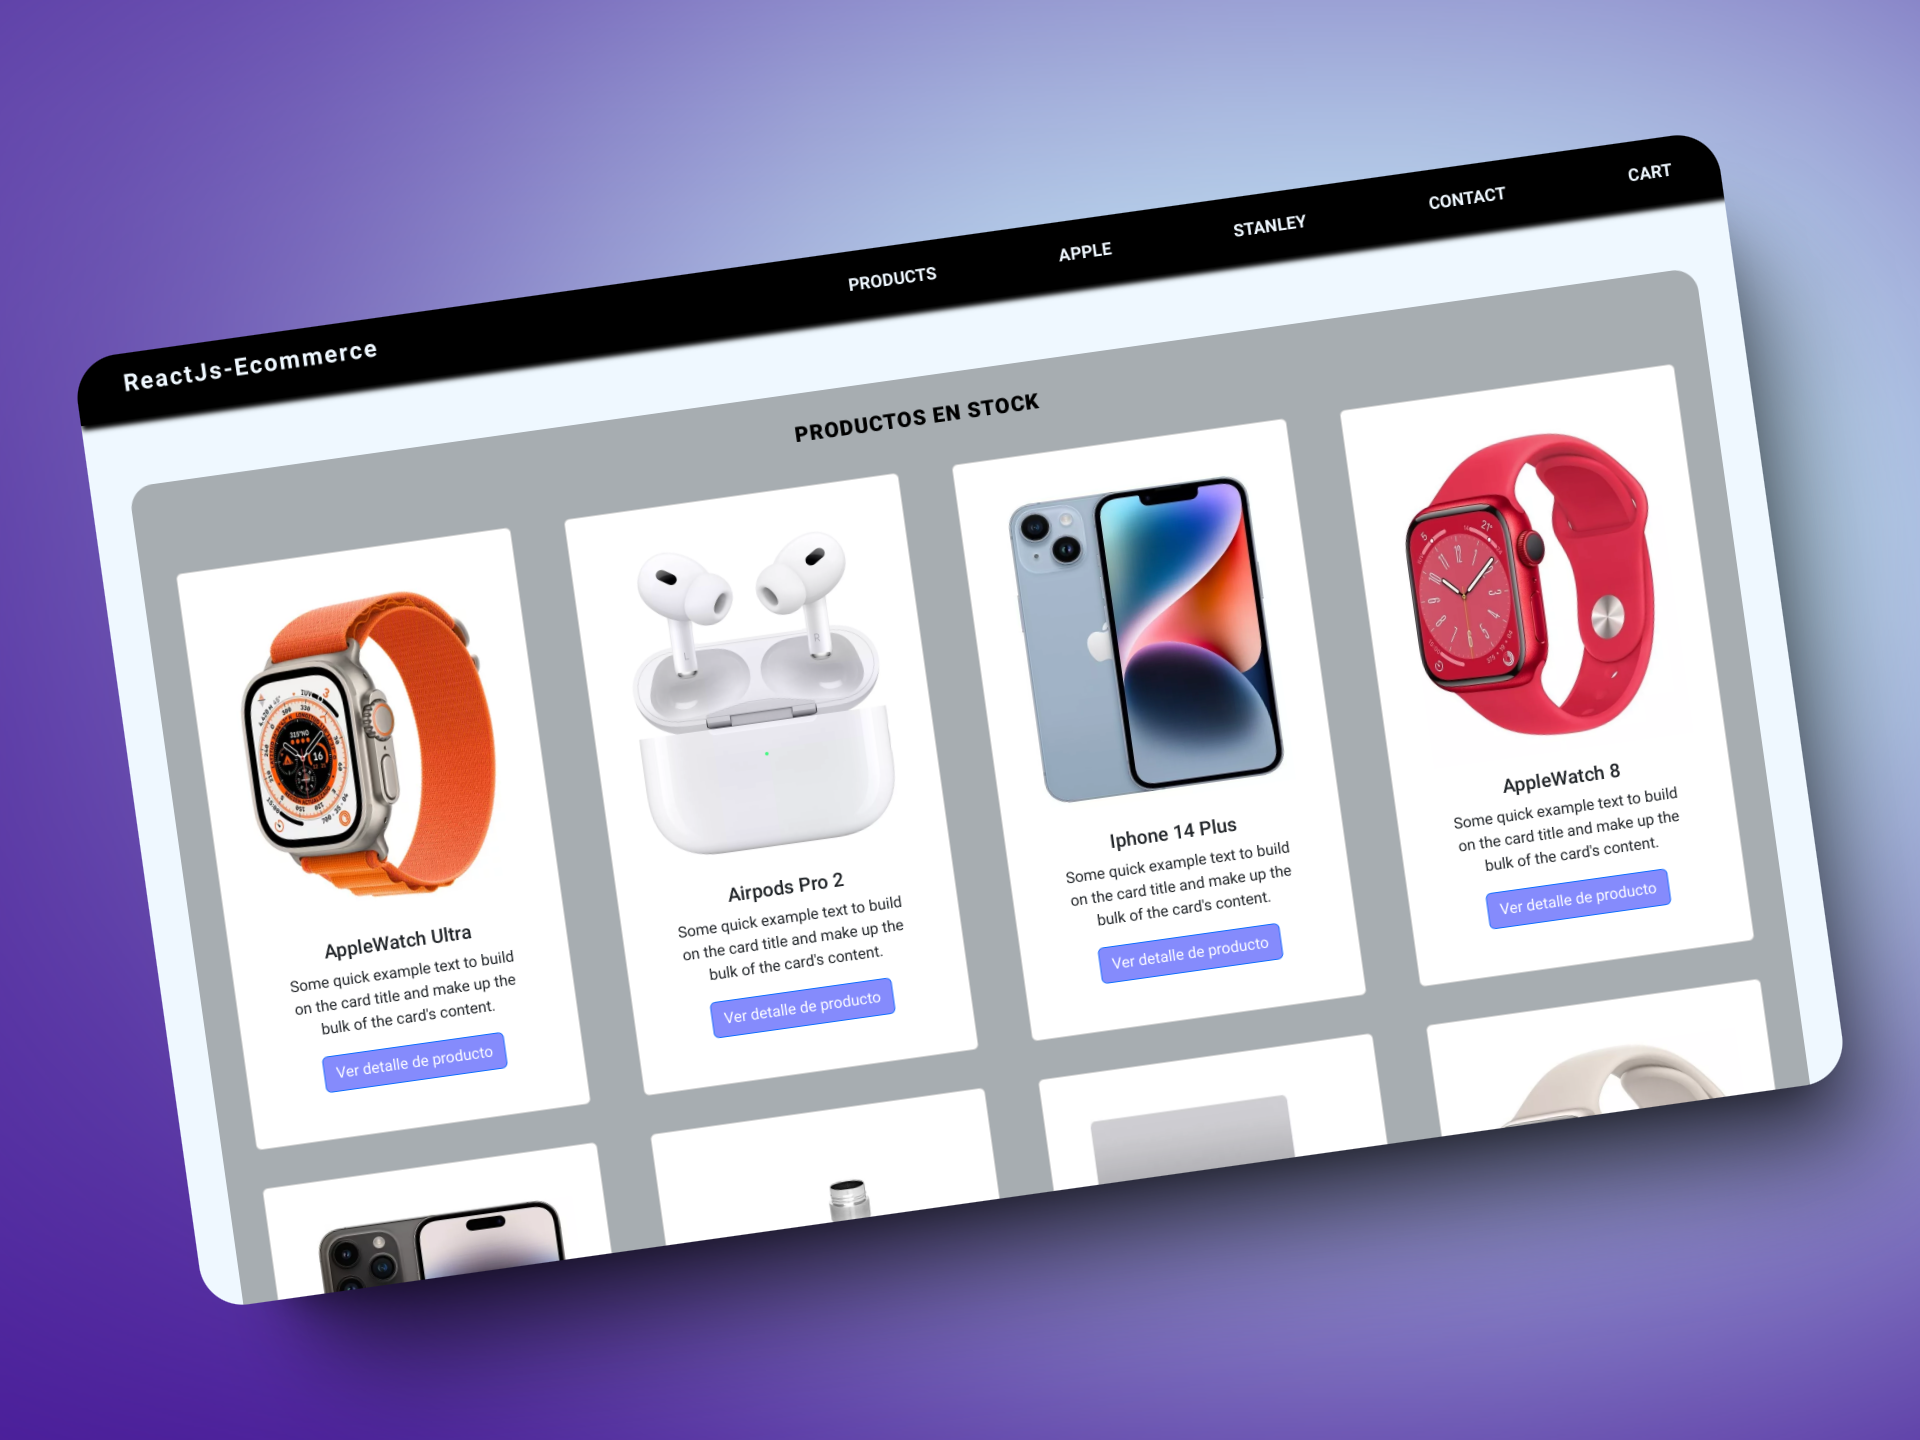 ReactJs-Ecommerce
PRODUCTS
APPLE
STANLEY
CONTACT
CART
PRODUCTOS EN STOCK
AppleWatch Ultra
Some quick example text to build
on the card title and make up the
bulk of the card's content.
Ver detalle de producto
Airpods Pro 2
Some quick example text to build
on the card title and make up the
bulk of the card's content.
Ver detalle de producto
Iphone 14 Plus
Some quick example text to build
on the card title and make up the
bulk of the card's content.
Ver detalle de producto
AppleWatch 8
Some quick example text to build
on the card title and make up the
bulk of the card's content.
Ver detalle de producto